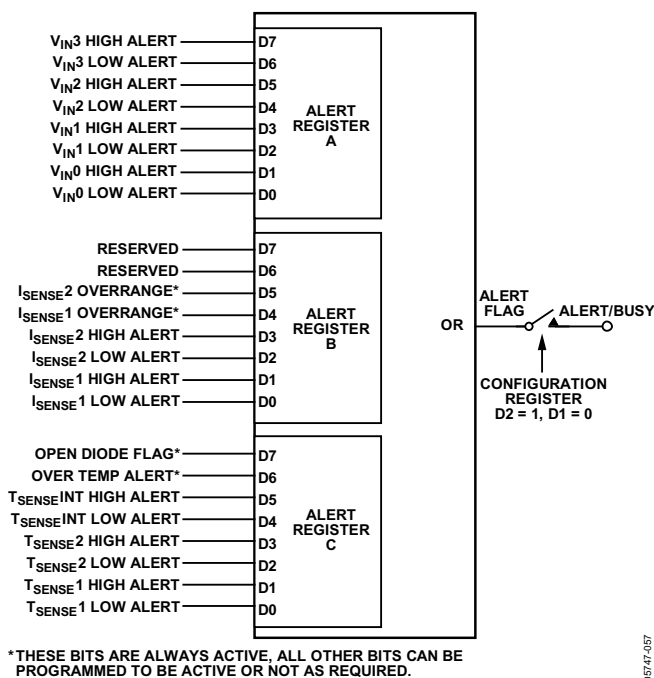 VIN3 HIGH ALERT D7
VIN3 LOW ALERT D6
VIN2 HIGH ALERT D5
VIN2 LOW ALERT D4
VIN1 HIGH ALERT D3
VIN1 LOW ALERT D2
VIN0 HIGH ALERT D1
VIN0 LOW ALERT D0
ALERT
REGISTER
A
RESERVED D7
RESERVED D6
ISENSE2 OVERRANGE* D5
ISENSE1 OVERRANGE* D4
ISENSE2 HIGH ALERT D3
ISENSE2 LOW ALERT D2
ISENSE1 HIGH ALERT D1
ISENSE1 LOW ALERT D0
ALERT
REGISTER
B
OPEN DIODE FLAG* D7
OVER TEMP ALERT* D6
TSENSEINT HIGH ALERT D5
TSENSEINT LOW ALERT D4
TSENSE2 HIGH ALERT D3
TSENSE2 LOW ALERT D2
TSENSE1 HIGH ALERT D1
TSENSE1 LOW ALERT D0
ALERT
REGISTER
C
OR
ALERT
FLAG
ALERT/BUSY
CONFIGURATION
REGISTER
D2 = 1, D1 = 0
*THESE BITS ARE ALWAYS ACTIVE, ALL OTHER BITS CAN BE
PROGRAMMED TO BE ACTIVE OR NOT AS REQUIRED.
05747-057